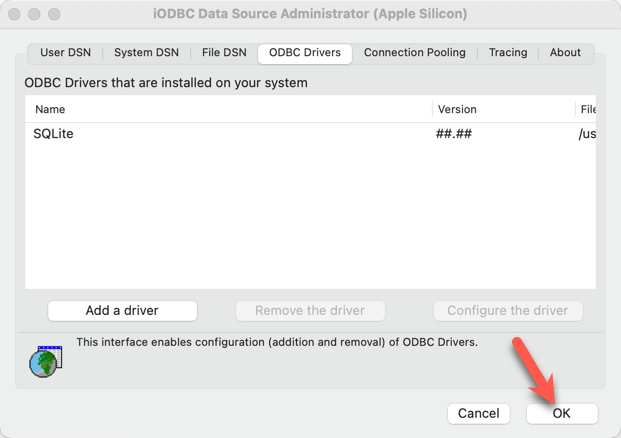 iODBC Data Source Administrator (Apple Silicon)
User DSN System DSN File DSN ODBC Drivers Connection Pooling Tracing About
ODBC Drivers that are installed on your system
Name Version File
SQLite ##.## /us
Add a driver Remove the driver Configure the driver
This interface enables configuration (addition and removal) of ODBC Drivers.
Cancel OK